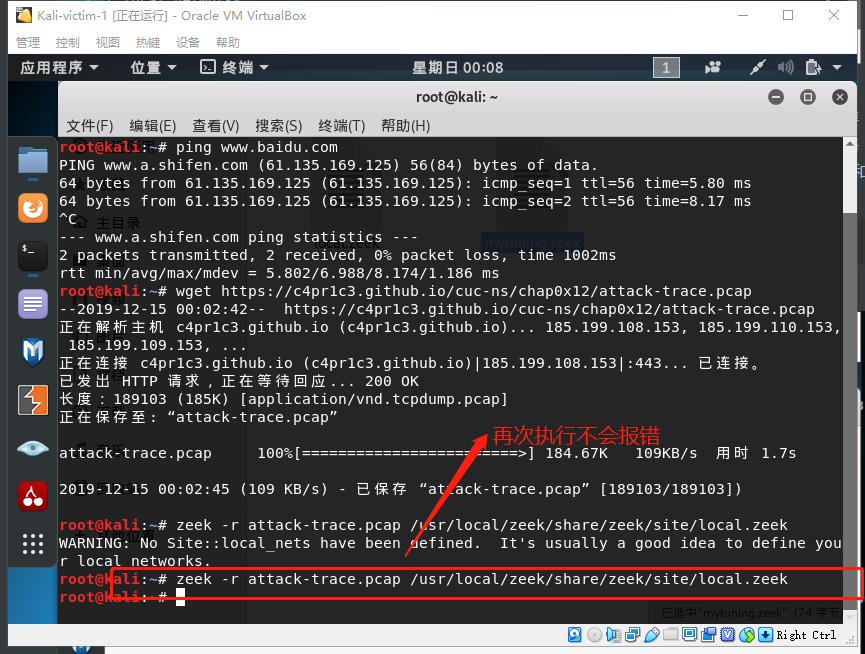 Kali-victim-1 [正在运行] - Oracle VM VirtualBox
管理 控制 视图 热键 设备 帮助
应用程序 位置 终端 星期日 00:08 1
root@kali: ~
文件(F) 编辑(E) 查看(V) 搜索(S) 终端(T) 帮助(H)
root@kali:~# ping www.baidu.com
PING www.a.shifen.com (61.135.169.125) 56(84) bytes of data.
64 bytes from 61.135.169.125 (61.135.169.125): icmp_seq=1 ttl=56 time=5.80 ms
64 bytes from 61.135.169.125 (61.135.169.125): icmp_seq=2 ttl=56 time=8.17 ms
^C
主目录
--- www.a.shifen.com ping statistics ---
local.zeek mytuning.zeek
2 packets transmitted, 2 received, 0% packet loss, time 1002ms
rtt min/avg/max/mdev = 5.802/6.988/8.174/1.186 ms
root@kali:~# wget https://c4pr1c3.github.io/cuc-ns/chap0x12/attack-trace.pcap
--2019-12-15 00:02:42-- https://c4pr1c3.github.io/cuc-ns/chap0x12/attack-trace.pcap
正在解析主机 c4pr1c3.github.io (c4pr1c3.github.io)... 185.199.108.153, 185.199.110.153,
185.199.109.153, ...
正在连接 c4pr1c3.github.io (c4pr1c3.github.io)|185.199.108.153|:443... 已连接。
已发出 HTTP 请求，正在等待回应... 200 OK
长度：189103 (185K) [application/vnd.tcpdump.pcap]
正在保存至: “attack-trace.pcap”
再次执行不会报错
attack-trace.pcap 100%[========================>] 184.67K 109KB/s 用时 1.7s
2019-12-15 00:02:45 (109 KB/s) - 已保存 “attack-trace.pcap” [189103/189103])
root@kali:~# zeek -r attack-trace.pcap /usr/local/zeek/share/zeek/site/local.zeek
WARNING: No Site::local_nets have been defined. It's usually a good idea to define you
r local networks.
root@kali:~# zeek -r attack-trace.pcap /usr/local/zeek/share/zeek/site/local.zeek
root@kali:~#
已选中“mytuning.zeek” (74 字节)
Right Ctrl